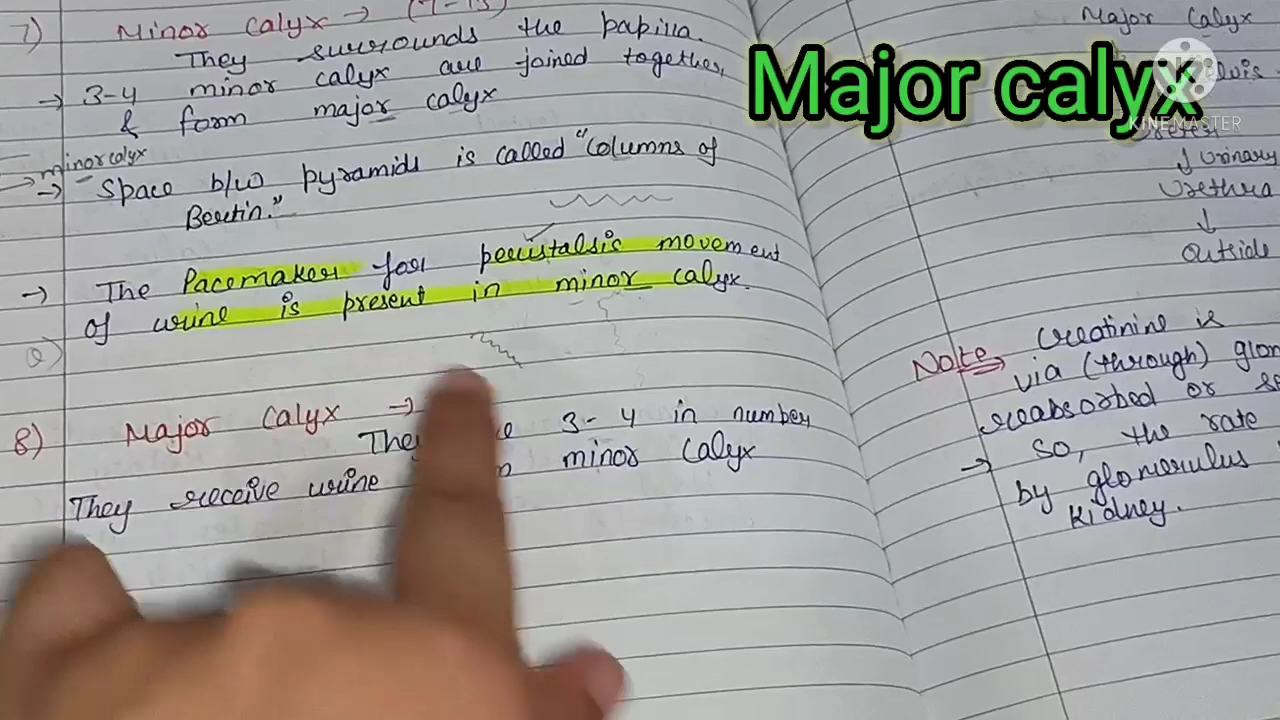 7) Minor Calyx →
They surrounds the papilla.
→ 3-4 minor calyx are joined together,
& form major calyx
→ minor calyx
→ Space b/w pyramids is called "Columns of
Bertin."
→ The Pacemaker for peristalsic movement
of urine is present in minor calyx.
8) Major Calyx →
They 3-4 in number
They receive urine minor calyx
Major Calyx
Major calyx
KINEMASTER
↓ Urinary
Urethra
↓
Outside
Note Creatinine is
via (through)
reabsorbed or
→ So, the rate
by glomerulus
Kidney.